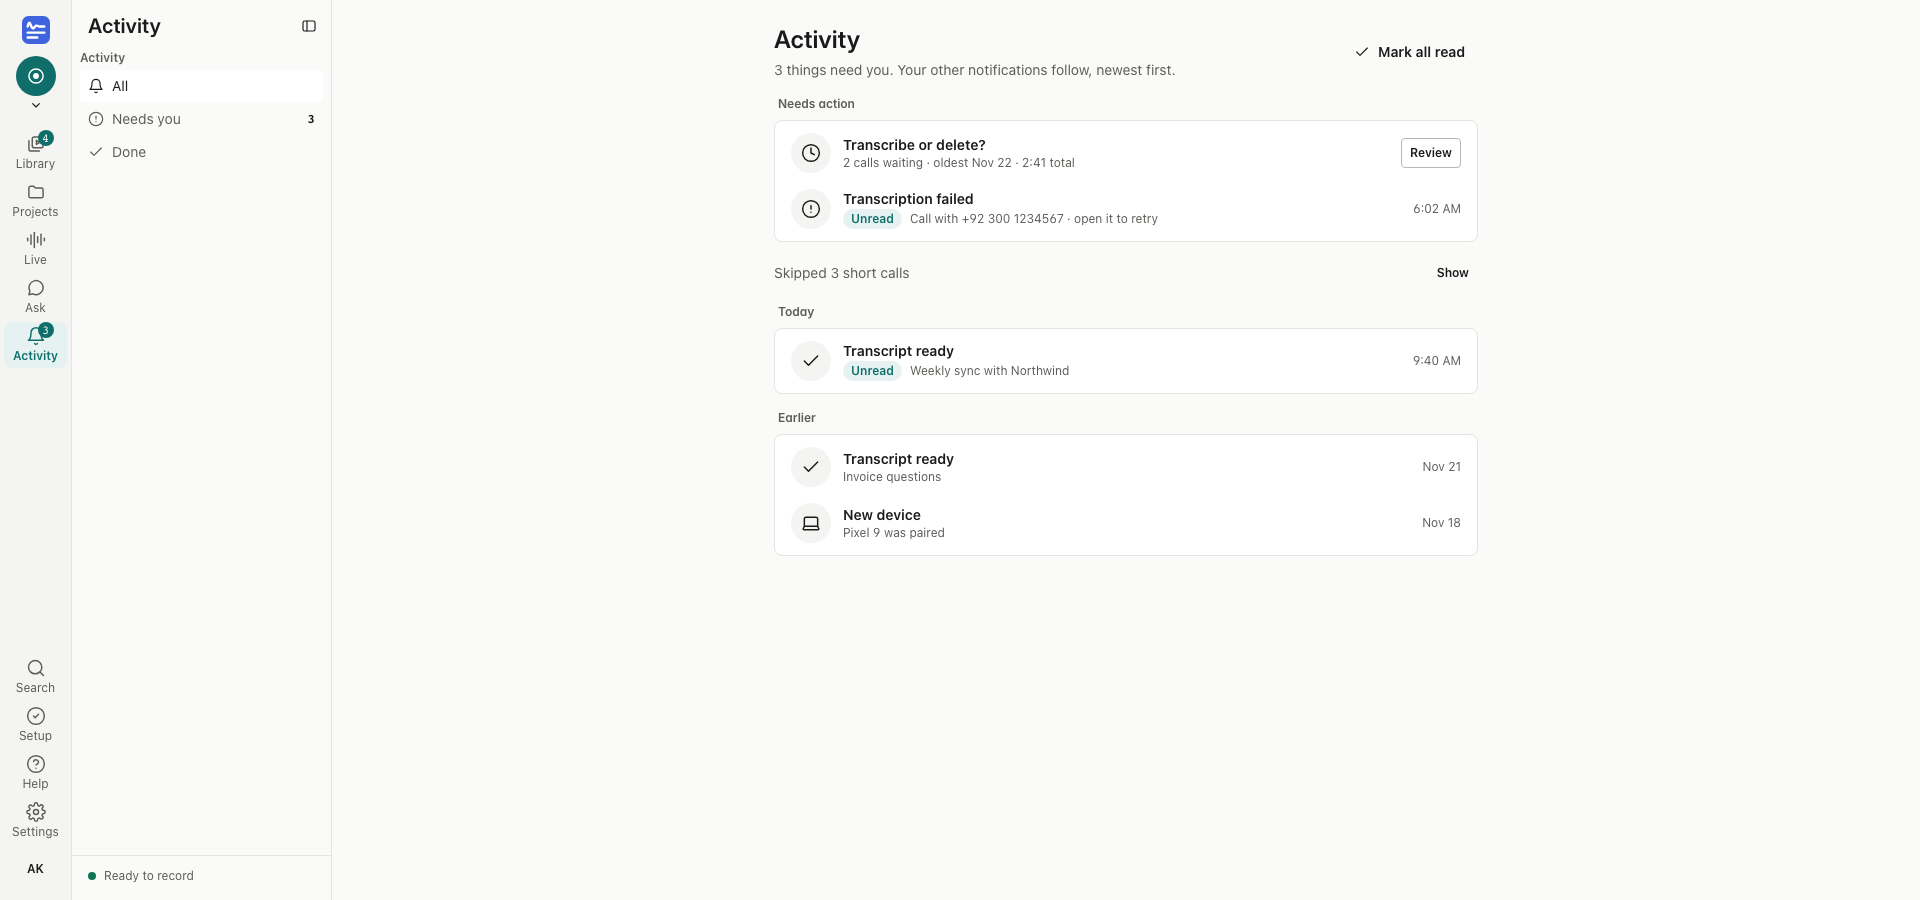 Activity
Activity
All
Needs you 3
Done
4
Library
Projects
Live
Ask
3
Activity
Search
Setup
Help
Settings
AK
Ready to record
Activity
3 things need you. Your other notifications follow, newest first.
Mark all read
Needs action
Transcribe or delete?
2 calls waiting · oldest Nov 22 · 2:41 total
Review
Transcription failed
Unread Call with +92 300 1234567 · open it to retry
6:02 AM
Skipped 3 short calls
Show
Today
Transcript ready
Unread Weekly sync with Northwind
9:40 AM
Earlier
Transcript ready
Invoice questions
Nov 21
New device
Pixel 9 was paired
Nov 18